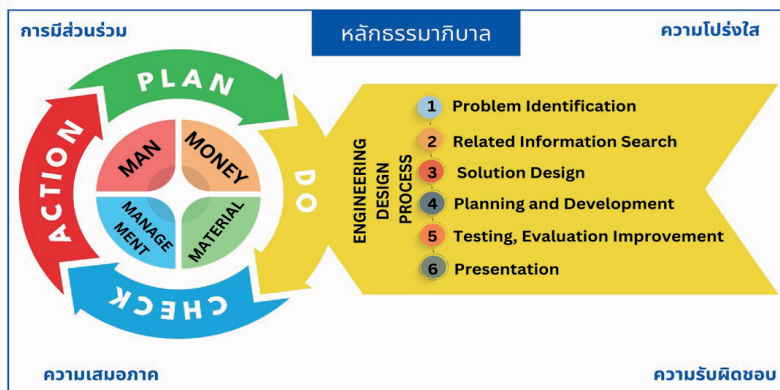 การมีส่วนร่วม
หลักธรรมาภิบาล
ความโปร่งใส
PLAN
DO
CHECK
ACTION
MAN
MONEY
MANAGE
MENT
MATERIAL
ENGINEERING
DESIGN
PROCESS
1 Problem Identification
2 Related Information Search
3 Solution Design
4 Planning and Development
5 Testing, Evaluation Improvement
6 Presentation
ความเสมอภาค
ความรับผิดชอบ